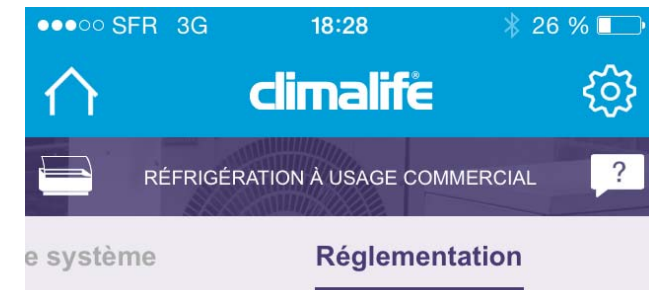 SFR 3G 18:28 26 %
climalife
RÉFRIGÉRATION À USAGE COMMERCIAL ?
e système Réglementation